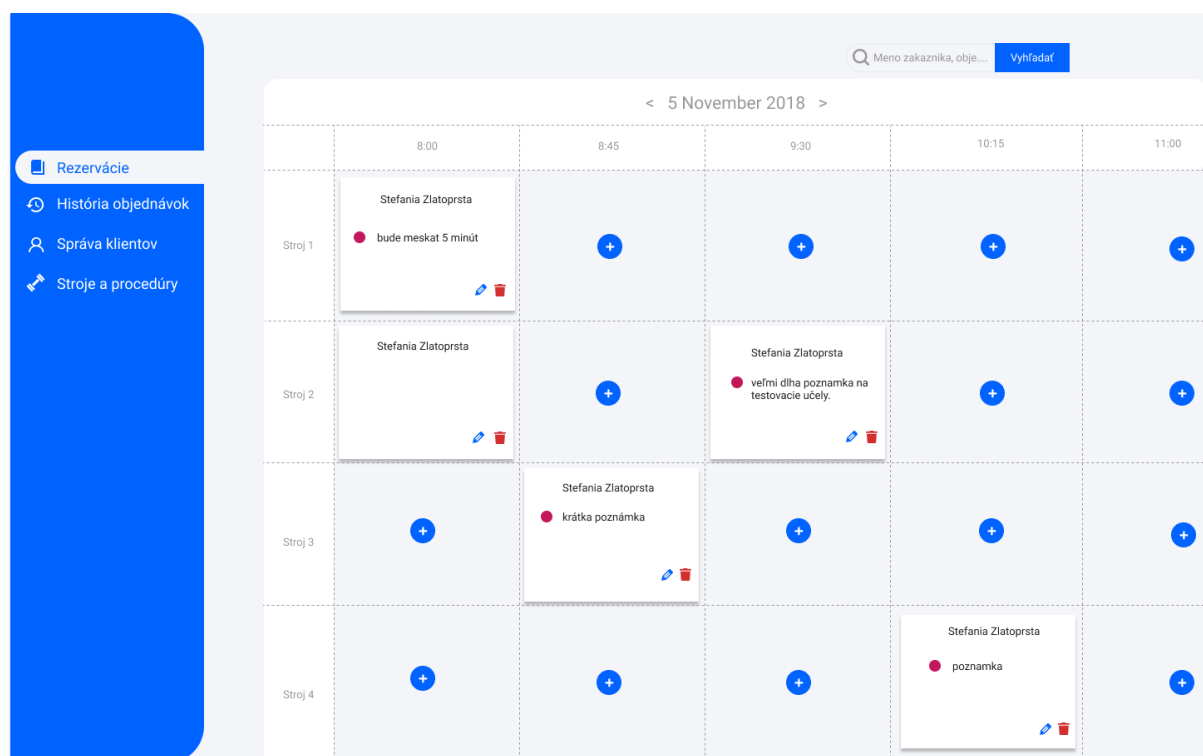 Meno zakaznika, obje....
Vyhľadať
< 5 November 2018 >
8:00
8:45
9:30
10:15
11:00
Rezervácie
História objednávok
Správa klientov
Stroje a procedúry
Stroj 1
Stefania Zlatoprsta
bude meskat 5 minút
Stroj 2
Stefania Zlatoprsta
Stefania Zlatoprsta
veľmi dlha poznamka na
testovacie učely.
Stroj 3
Stefania Zlatoprsta
krátka poznámka
Stroj 4
Stefania Zlatoprsta
poznamka